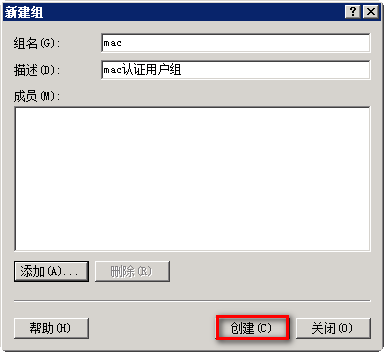 新建组
组名(G): mac
描述(D): mac认证用户组
成员(M):
添加(A)... 删除(R)
帮助(H) 创建(C) 关闭(O)